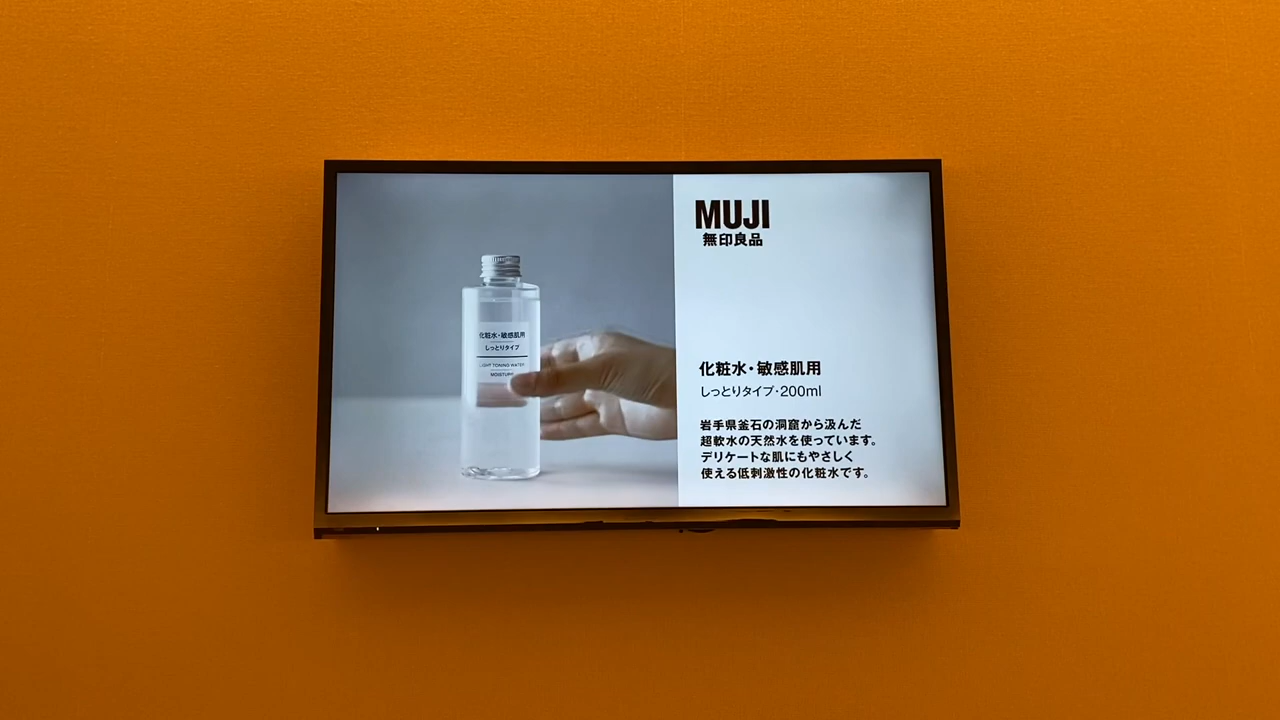 化粧水・敏感肌用
しっとりタイプ
LIGHT TONING WATER
MOISTURE
MUJI
無印良品
化粧水・敏感肌用
しっとりタイプ・200ml
岩手県釜石の洞窟から汲んだ
超軟水の天然水を使っています。
デリケートな肌にもやさしく
使える低刺激性の化粧水です。